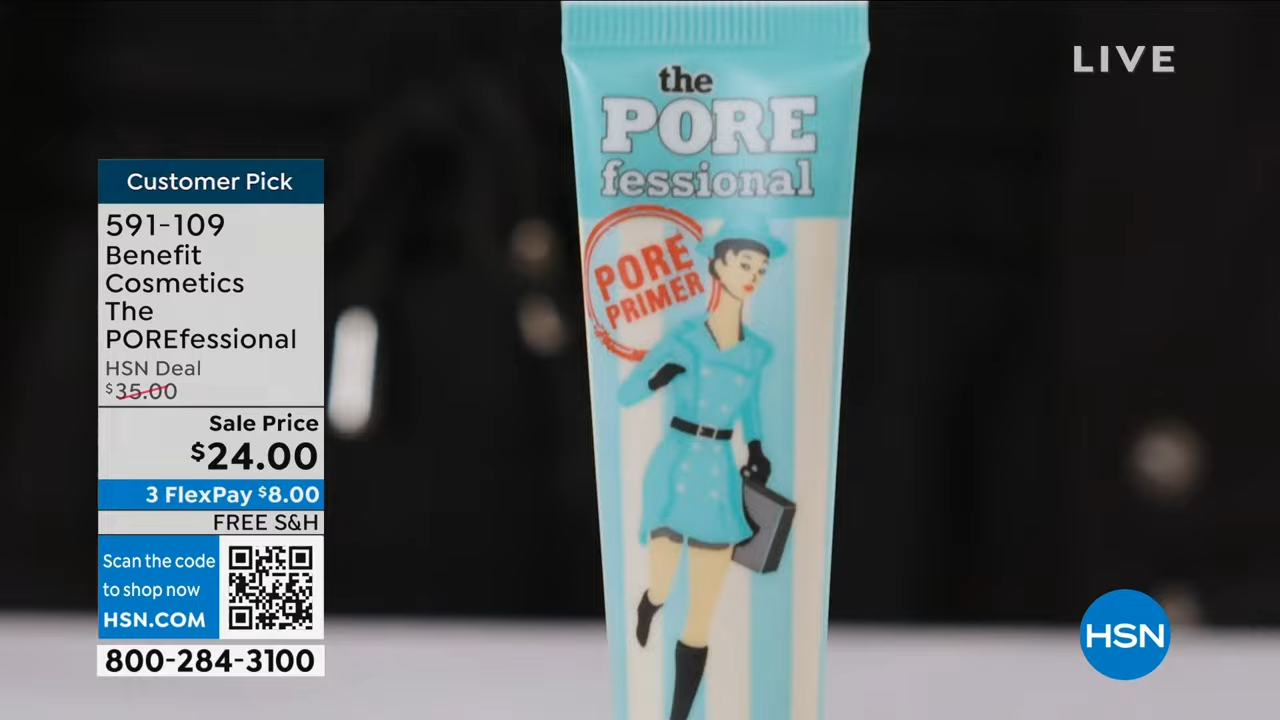 LIVE
the
PORE
fessional
PORE
PRIMER
Customer Pick
591-109
Benefit
Cosmetics
The
POREfessional
HSN Deal
$35.00
Sale Price
$24.00
3 FlexPay $8.00
FREE S&H
Scan the code
to shop now
HSN.COM
800-284-3100
HSN